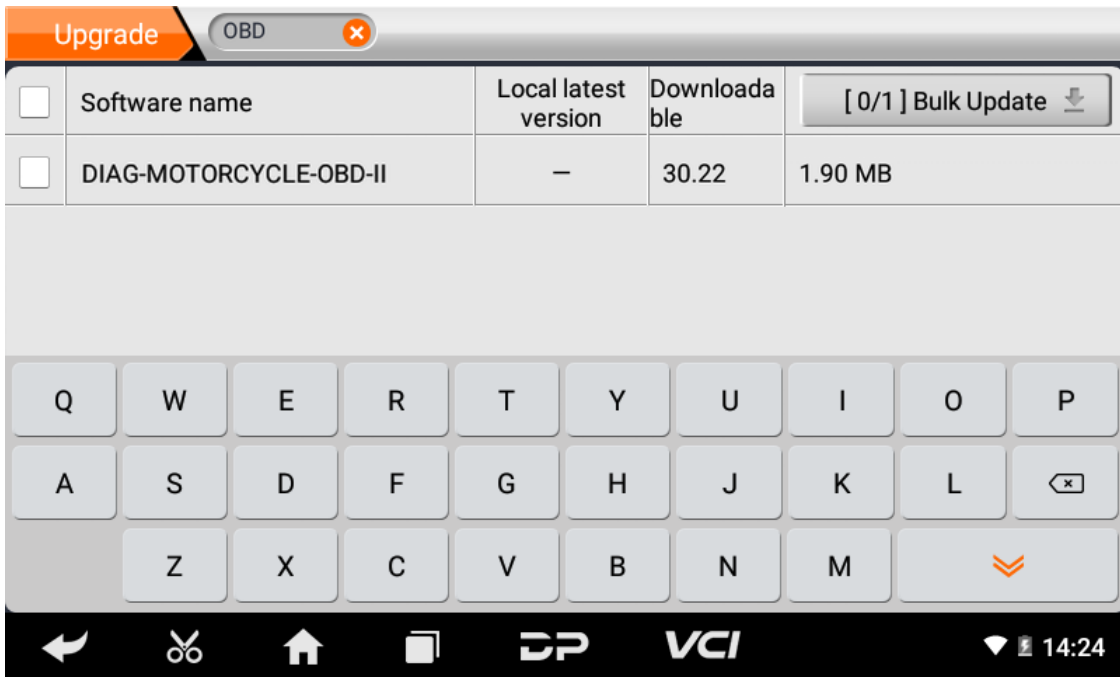 Upgrade
OBD
Software name
Local latest
version
Downloada
ble
[ 0/1 ] Bulk Update
DIAG-MOTORCYCLE-OBD-II
—
30.22
1.90 MB
Q W E R T Y U I O P
A S D F G H J K L
Z X C V B N M
DP VCI 14:24